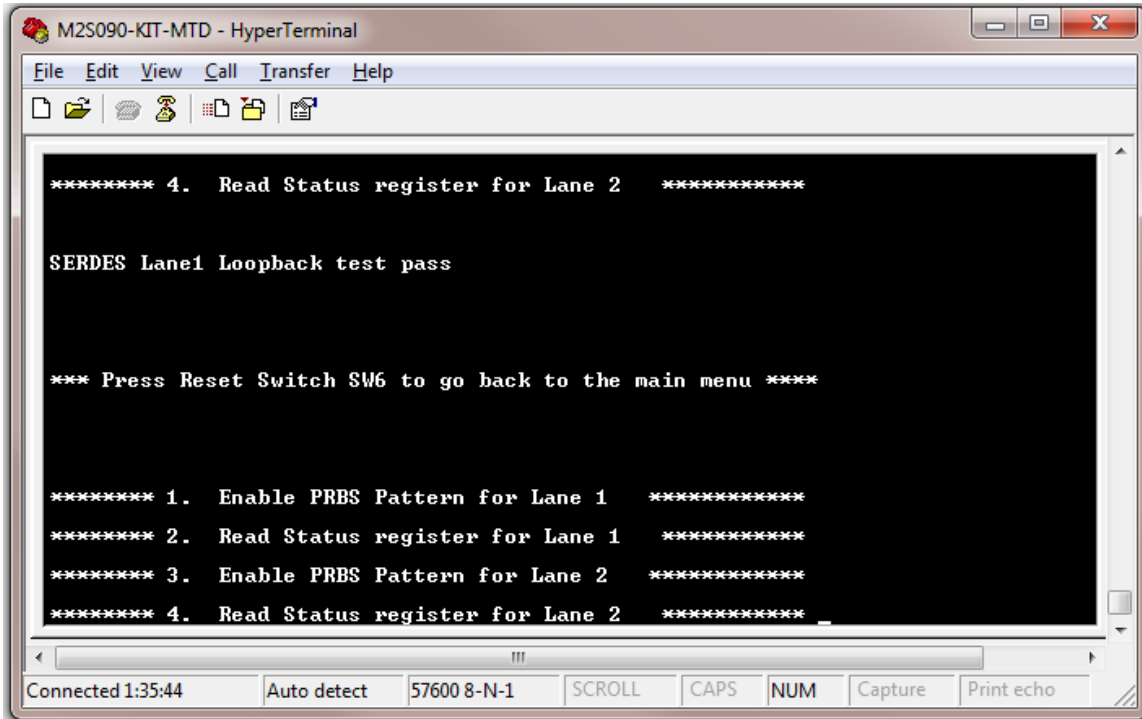 M2S090-KIT-MTD - HyperTerminal
File Edit View Call Transfer Help
******** 4. Read Status register for Lane 2 ***********
SERDES Lane1 Loopback test pass
*** Press Reset Switch SW6 to go back to the main menu ****
******** 1. Enable PRBS Pattern for Lane 1 ************
******** 2. Read Status register for Lane 1 ***********
******** 3. Enable PRBS Pattern for Lane 2 ************
******** 4. Read Status register for Lane 2 *********** _
Connected 1:35:44 Auto detect 57600 8-N-1 SCROLL CAPS NUM Capture Print echo